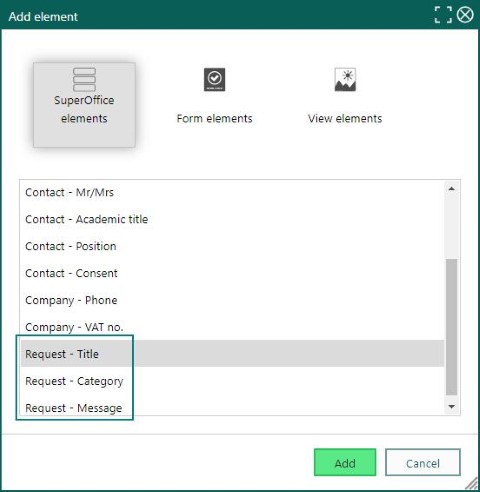 Add element
SuperOffice
elements
Form elements
View elements
Contact - Mr/Mrs
Contact - Academic title
Contact - Position
Contact - Consent
Company - Phone
Company - VAT no.
Request - Title
Request - Category
Request - Message
Add
Cancel